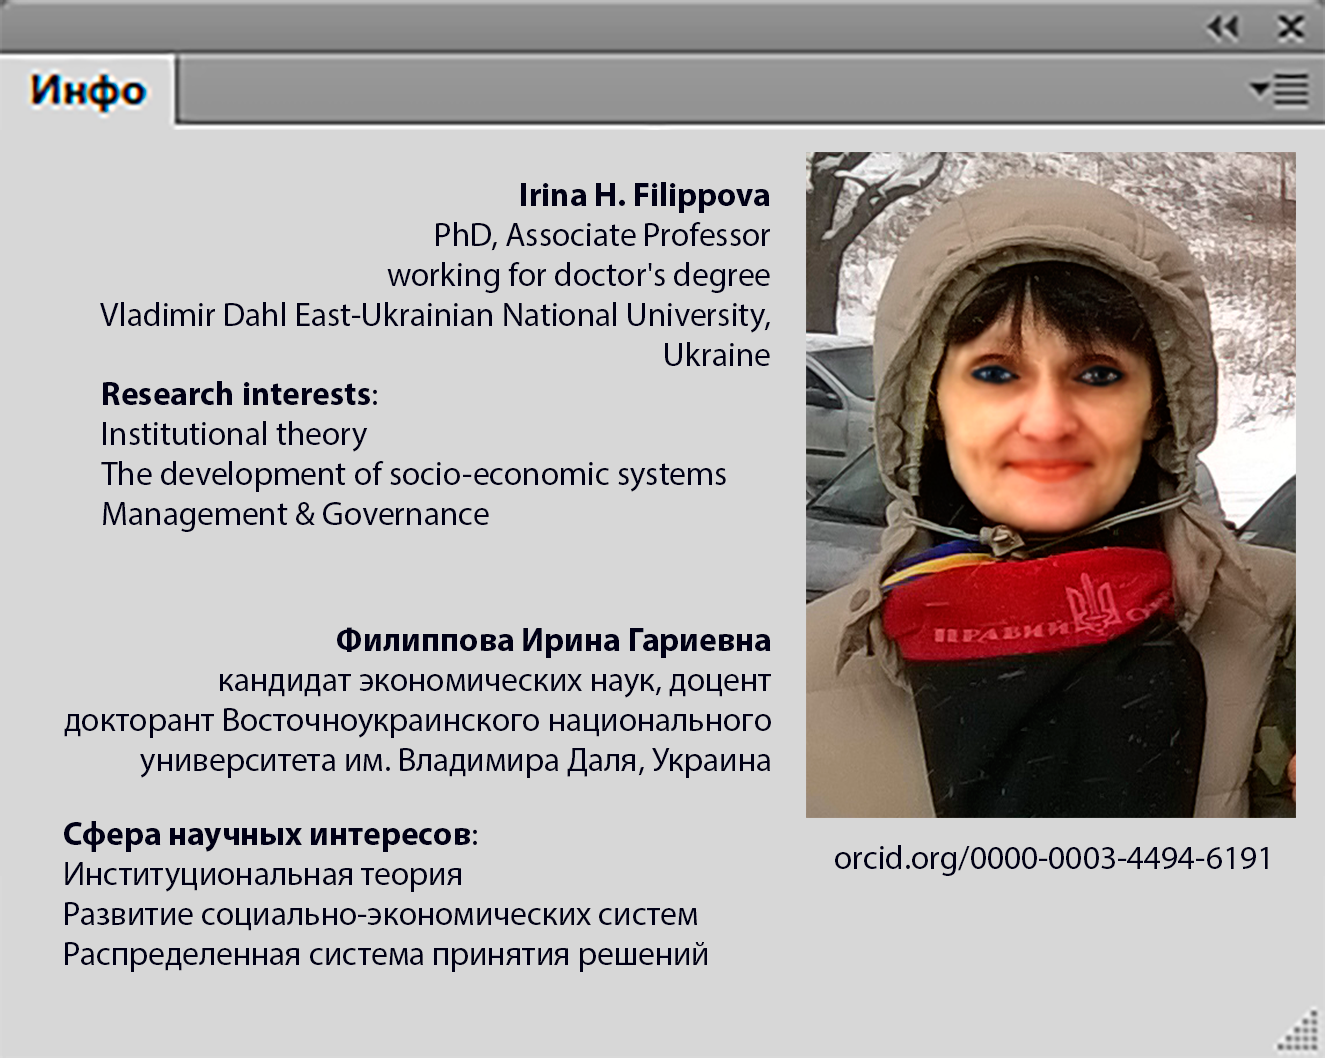 Инфо
Irina H. Filippova
PhD, Associate Professor
working for doctor's degree
Vladimir Dahl East-Ukrainian National University,
Ukraine
Research interests:
Institutional theory
The development of socio-economic systems
Management & Governance
Филиппова Ирина Гариевна
кандидат экономических наук, доцент
докторант Восточноукраинского национального
университета им. Владимира Даля, Украина
Сфера научных интересов:
Институциональная теория
Развитие социально-экономических систем
Распределенная система принятия решений
ПРАВИЙ
orcid.org/0000-0003-4494-6191